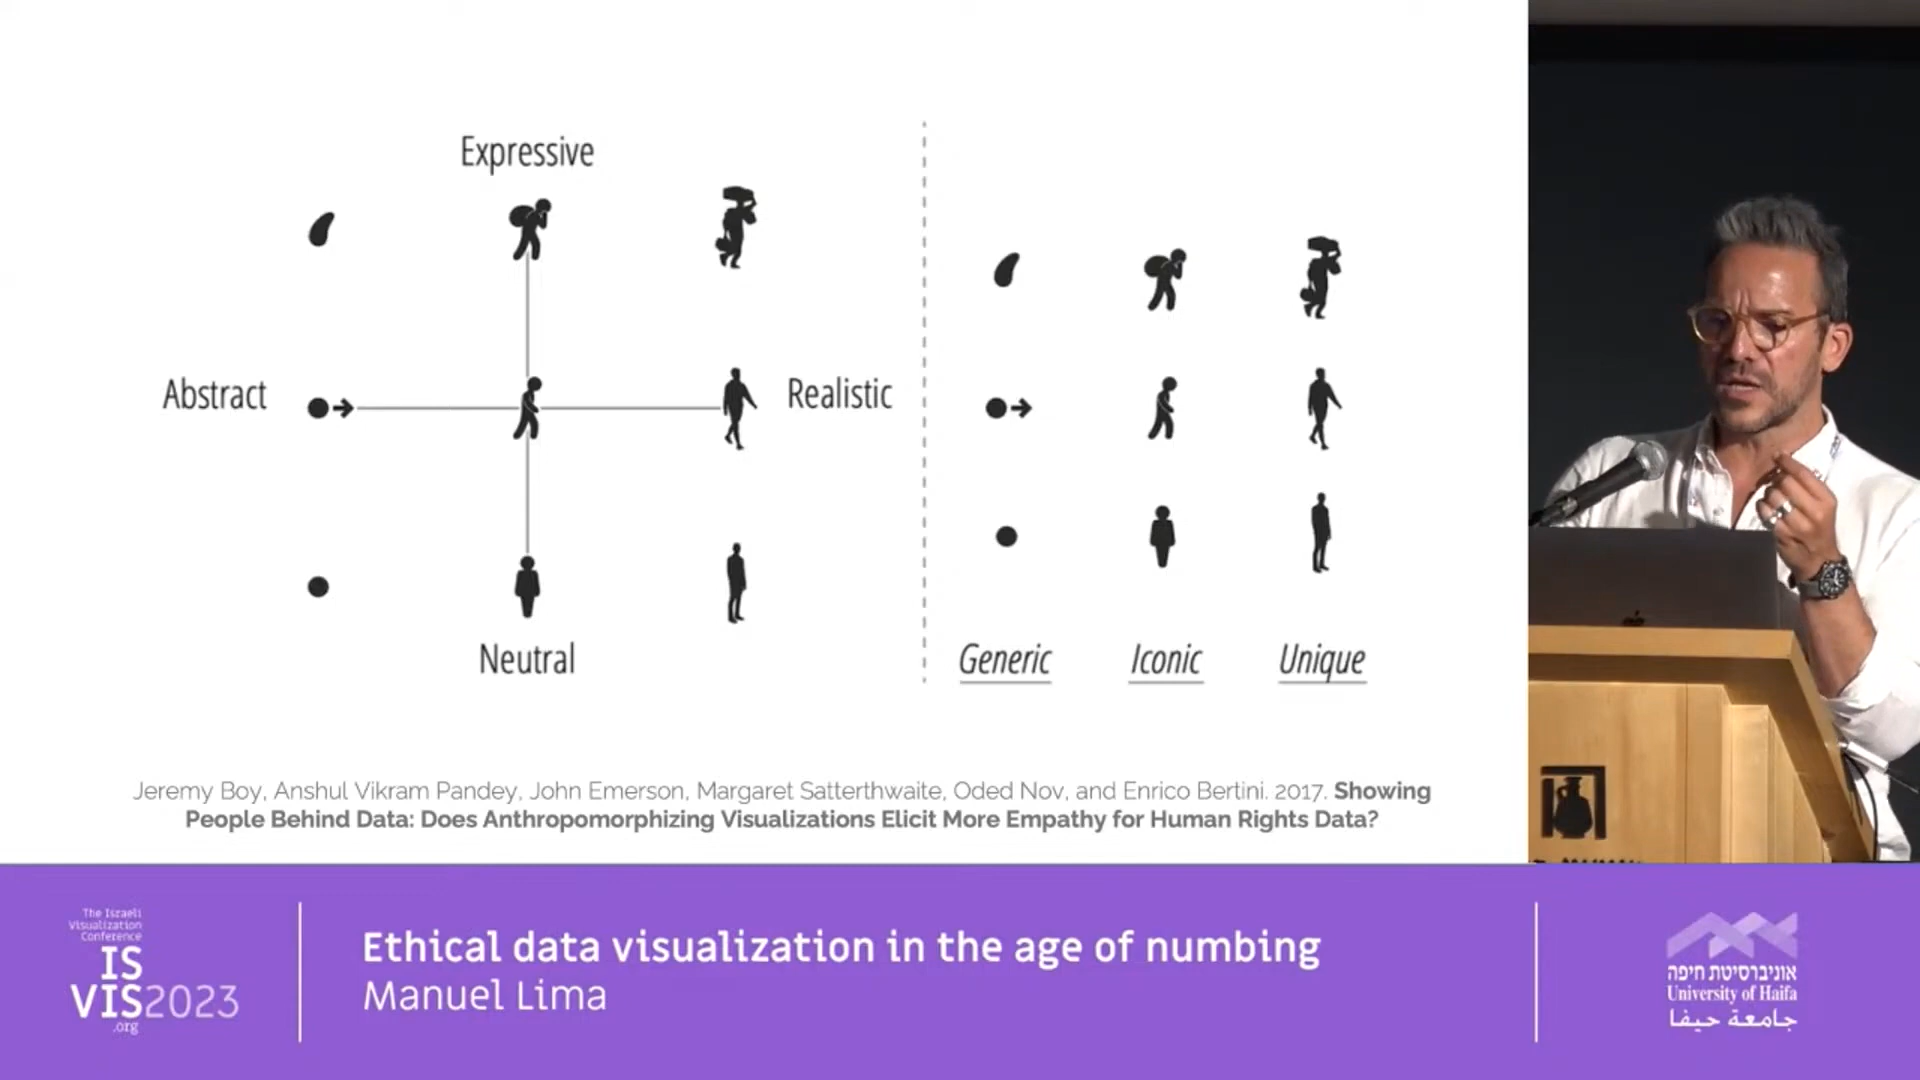 Expressive
Abstract
Realistic
Neutral
Generic
Iconic
Unique
Jeremy Boy, Anshul Vikram Pandey, John Emerson, Margaret Satterthwaite, Oded Nov, and Enrico Bertini. 2017. Showing
People Behind Data: Does Anthropomorphizing Visualizations Elicit More Empathy for Human Rights Data?
The Israeli
Visualization
Conference
IS
VIS2023
.org
Ethical data visualization in the age of numbing
Manuel Lima
אוניברסיטת חיפה
University of Haifa
جامعة حيفا